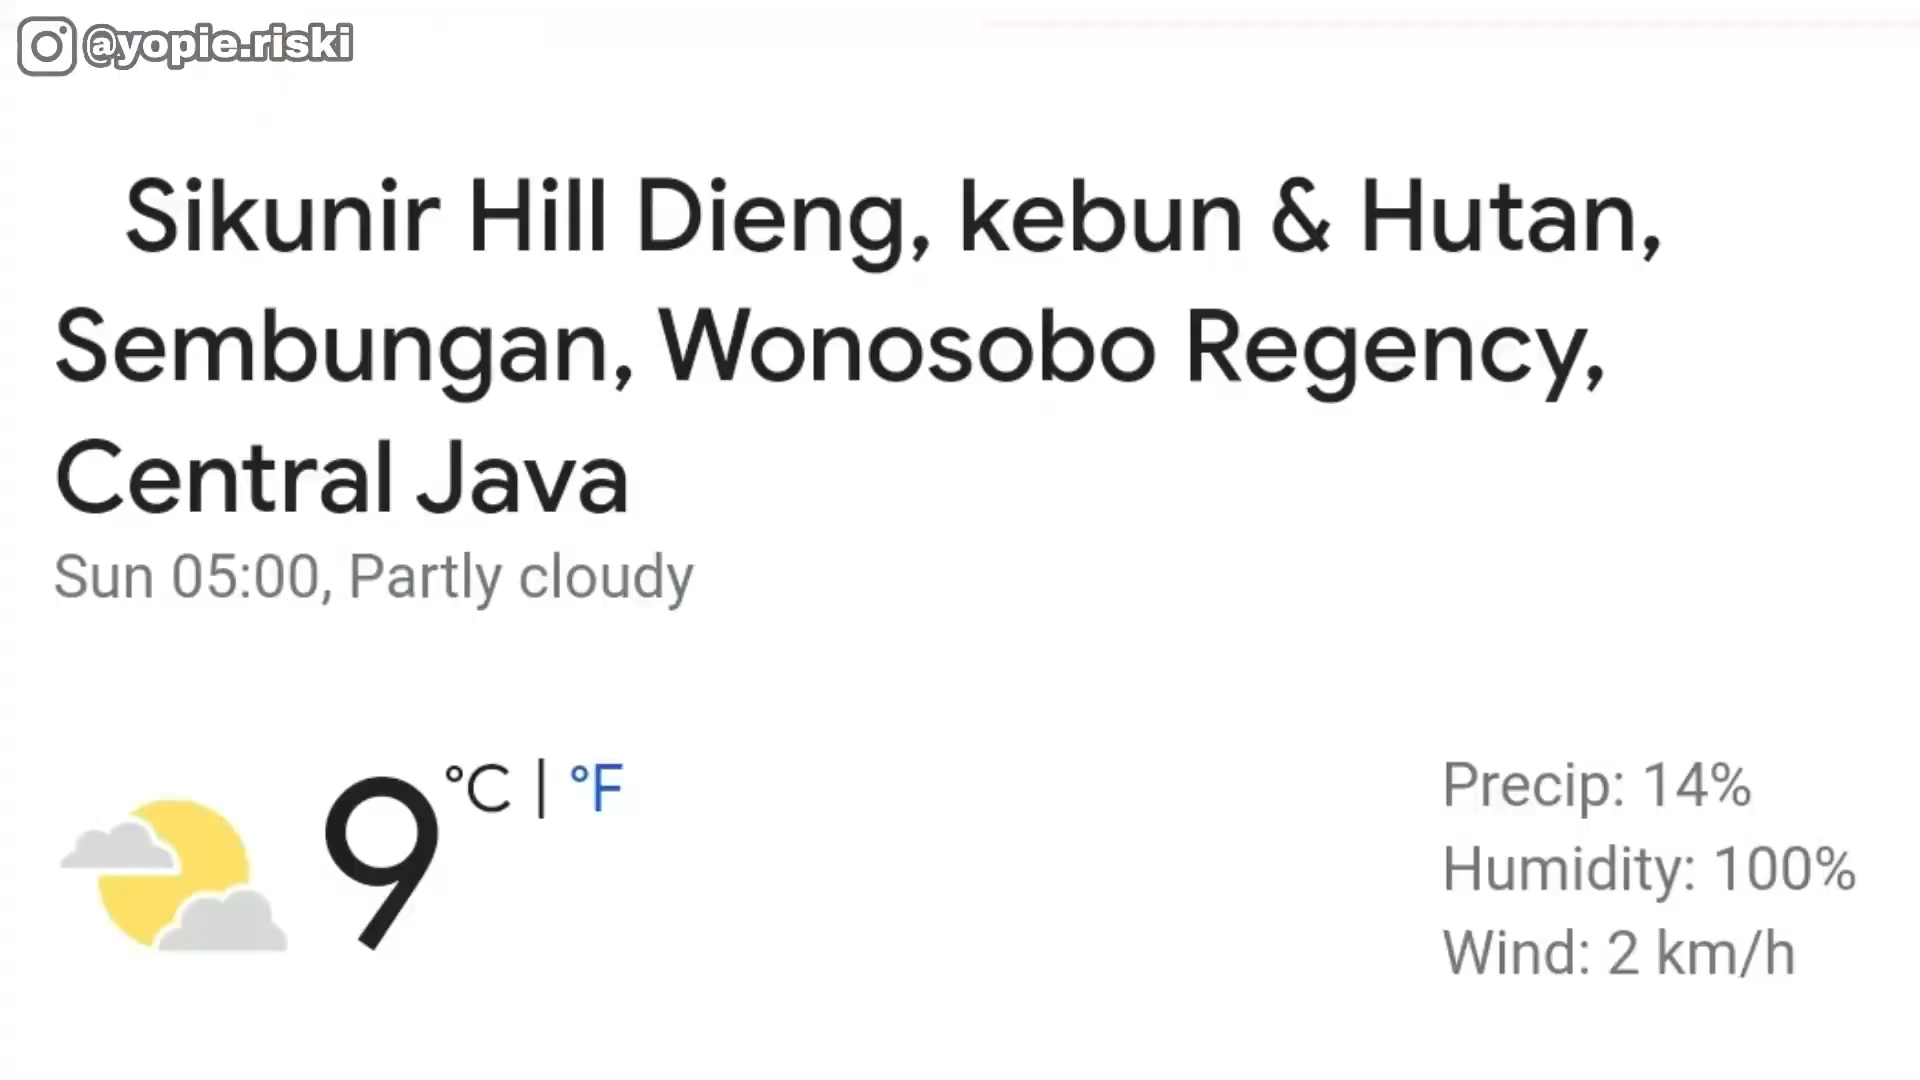 @yopie.riski
Sikunir Hill Dieng, kebun & Hutan,
Sembungan, Wonosobo Regency,
Central Java
Sun 05:00, Partly cloudy
9 °C | °F
Precip: 14%
Humidity: 100%
Wind: 2 km/h